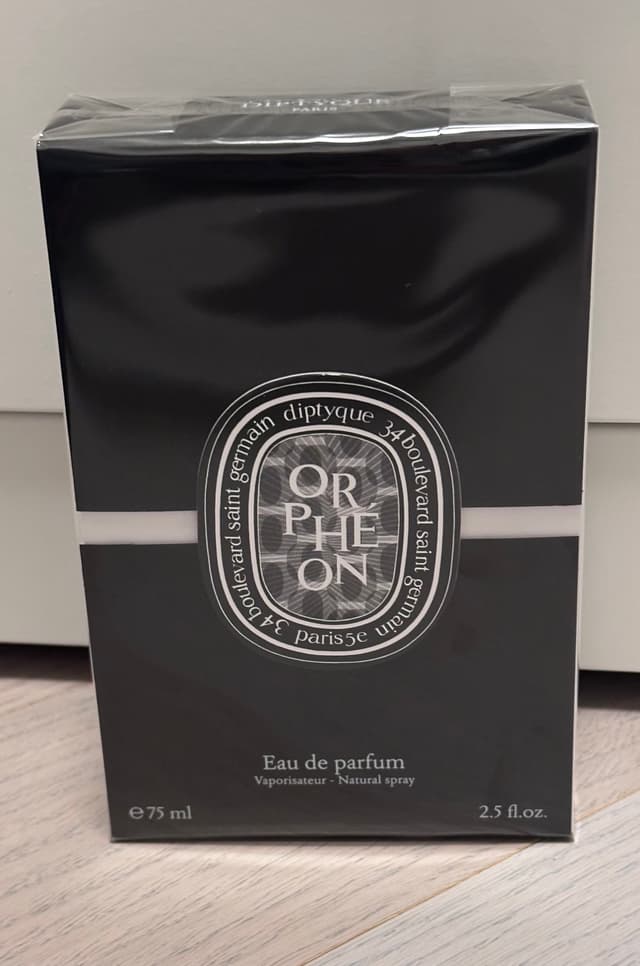 DIPTYQUE
PARIS
diptyque 34 boulevard saint germain paris 5e 34 boulevard saint germain
OR
PHÉ
ON
Eau de parfum
Vaporisateur - Natural spray
℮ 75 ml
2.5 fl.oz.